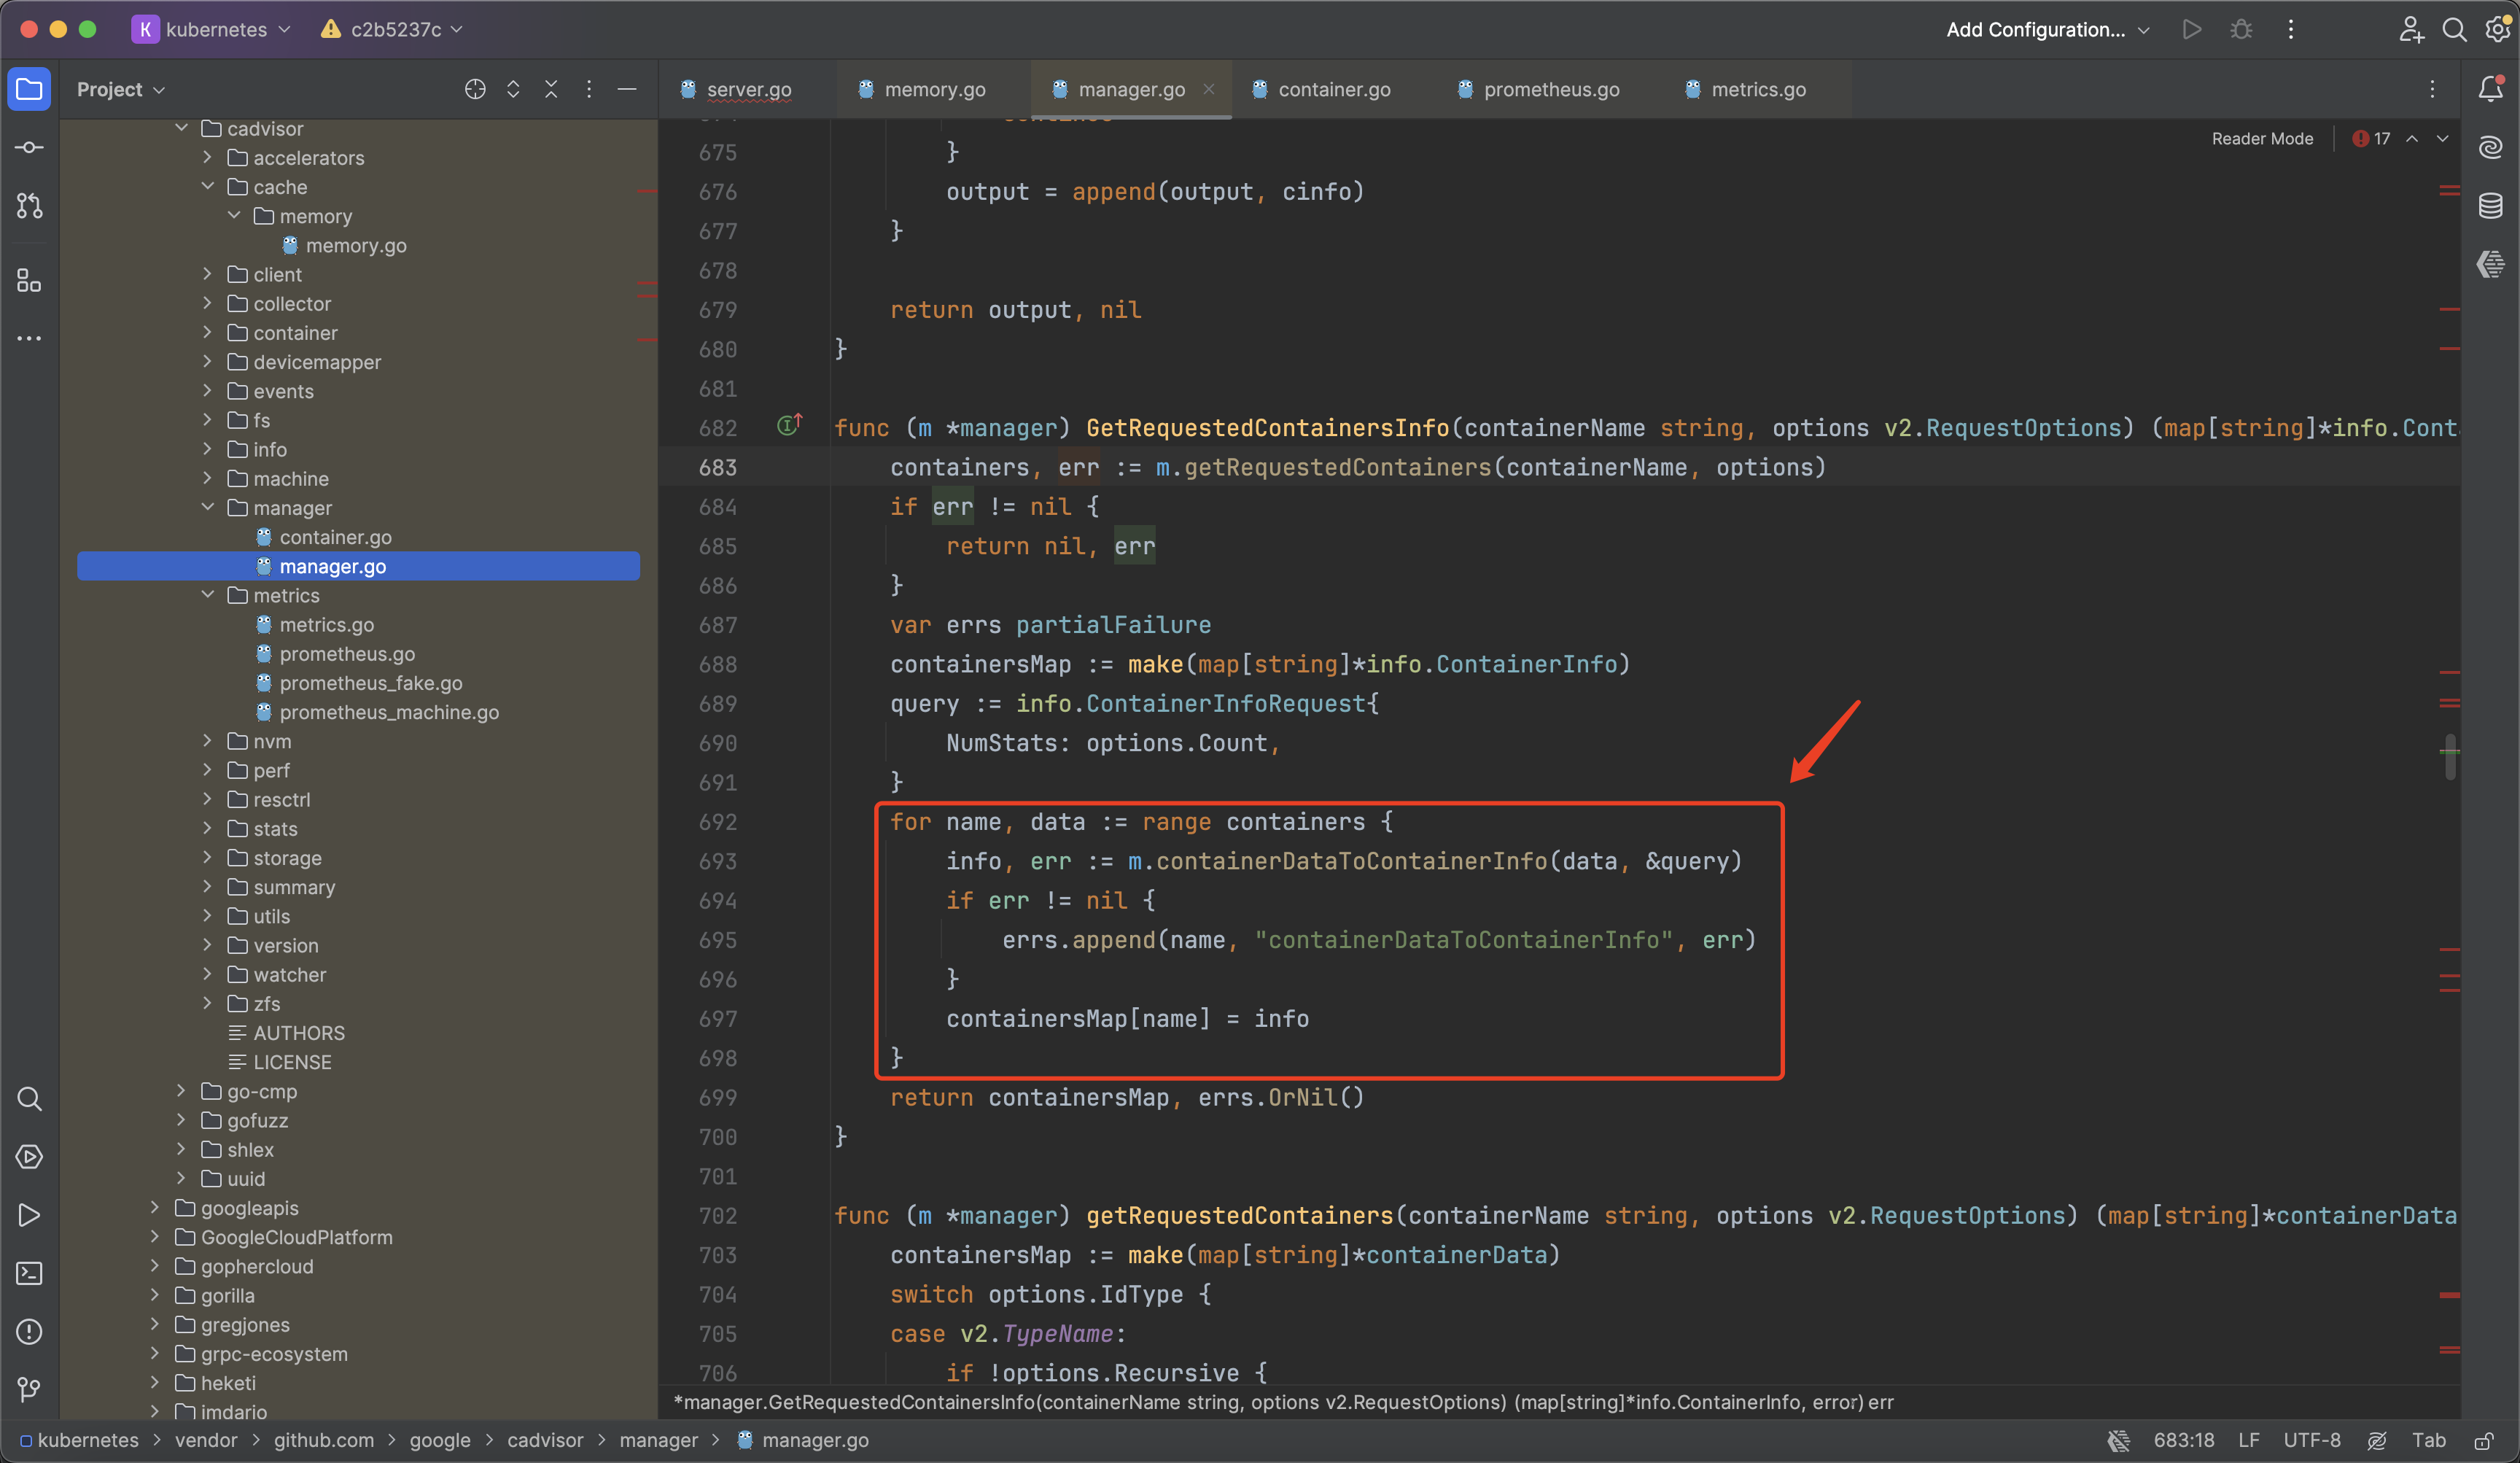 K kubernetes c2b5237c Add Configuration...
Project
server.go memory.go manager.go container.go prometheus.go metrics.go
Reader Mode 17
cadvisor
accelerators
cache
memory
memory.go
client
collector
container
devicemapper
events
fs
info
machine
manager
container.go
manager.go
metrics
metrics.go
prometheus.go
prometheus_fake.go
prometheus_machine.go
nvm
perf
resctrl
stats
storage
summary
utils
version
watcher
zfs
AUTHORS
LICENSE
go-cmp
gofuzz
shlex
uuid
googleapis
GoogleCloudPlatform
gophercloud
gorilla
gregjones
grpc-ecosystem
heketi
imdario
675 }
676 output = append(output, cinfo)
677 }
678
679 return output, nil
680 }
681
682 func (m *manager) GetRequestedContainersInfo(containerName string, options v2.RequestOptions) (map[string]*info.Cont
683 containers, err := m.getRequestedContainers(containerName, options)
684 if err != nil {
685 return nil, err
686 }
687 var errs partialFailure
688 containersMap := make(map[string]*info.ContainerInfo)
689 query := info.ContainerInfoRequest{
690 NumStats: options.Count,
691 }
692 for name, data := range containers {
693 info, err := m.containerDataToContainerInfo(data, &query)
694 if err != nil {
695 errs.append(name, "containerDataToContainerInfo", err)
696 }
697 containersMap[name] = info
698 }
699 return containersMap, errs.OrNil()
700 }
701
702 func (m *manager) getRequestedContainers(containerName string, options v2.RequestOptions) (map[string]*containerData
703 containersMap := make(map[string]*containerData)
704 switch options.IdType {
705 case v2.TypeName:
706 if !options.Recursive {
*manager.GetRequestedContainersInfo(containerName string, options v2.RequestOptions) (map[string]*info.ContainerInfo, error) err
kubernetes > vendor > github.com > google > cadvisor > manager > manager.go 683:18 LF UTF-8 Tab